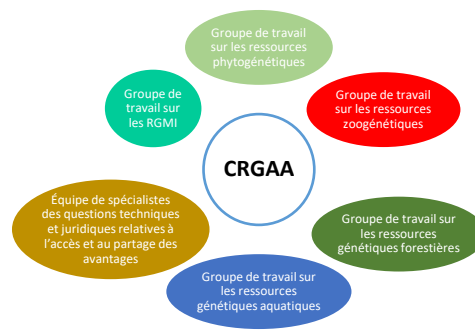 Groupe de travail
sur les ressources
phytogénétiques
Groupe de
travail sur
les RGMI
Groupe de travail
sur les ressources
zoogénétiques
CRGAA
Équipe de spécialistes
des questions techniques
et juridiques relatives à
l'accès et au partage des
avantages
Groupe de travail sur
les ressources
génétiques forestières
Groupe de travail sur
les ressources
génétiques aquatiques